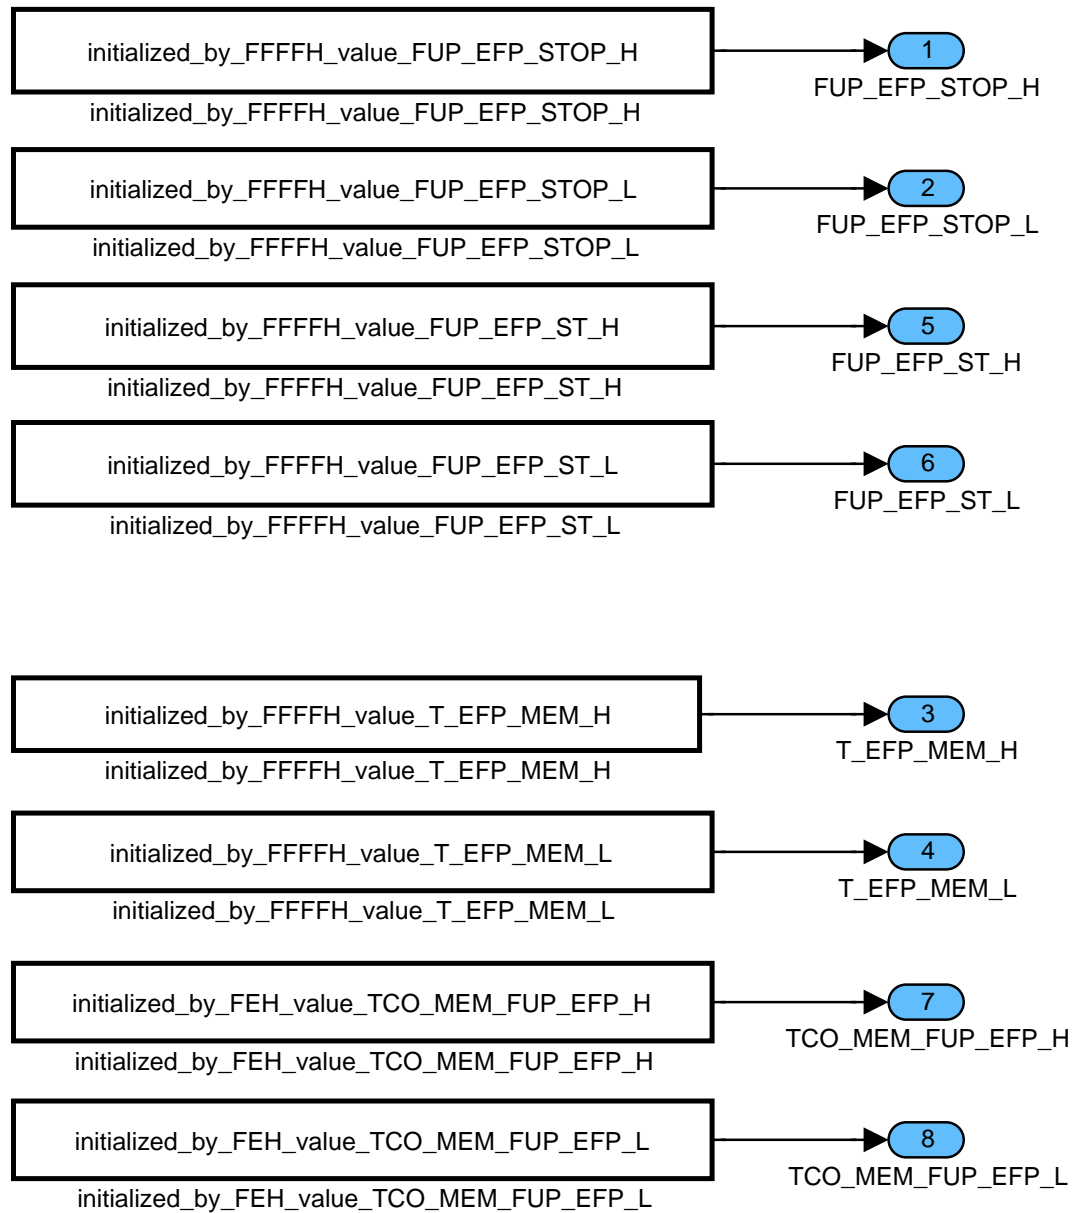 initialized_by_FFFFH_value_FUP_EFP_STOP_H
1
FUP_EFP_STOP_H
initialized_by_FFFFH_value_FUP_EFP_STOP_H
initialized_by_FFFFH_value_FUP_EFP_STOP_L
2
FUP_EFP_STOP_L
initialized_by_FFFFH_value_FUP_EFP_STOP_L
initialized_by_FFFFH_value_FUP_EFP_ST_H
5
FUP_EFP_ST_H
initialized_by_FFFFH_value_FUP_EFP_ST_H
initialized_by_FFFFH_value_FUP_EFP_ST_L
6
FUP_EFP_ST_L
initialized_by_FFFFH_value_FUP_EFP_ST_L
initialized_by_FFFFH_value_T_EFP_MEM_H
3
T_EFP_MEM_H
initialized_by_FFFFH_value_T_EFP_MEM_H
initialized_by_FFFFH_value_T_EFP_MEM_L
4
T_EFP_MEM_L
initialized_by_FFFFH_value_T_EFP_MEM_L
initialized_by_FEH_value_TCO_MEM_FUP_EFP_H
7
TCO_MEM_FUP_EFP_H
initialized_by_FEH_value_TCO_MEM_FUP_EFP_H
initialized_by_FEH_value_TCO_MEM_FUP_EFP_L
8
TCO_MEM_FUP_EFP_L
initialized_by_FEH_value_TCO_MEM_FUP_EFP_L